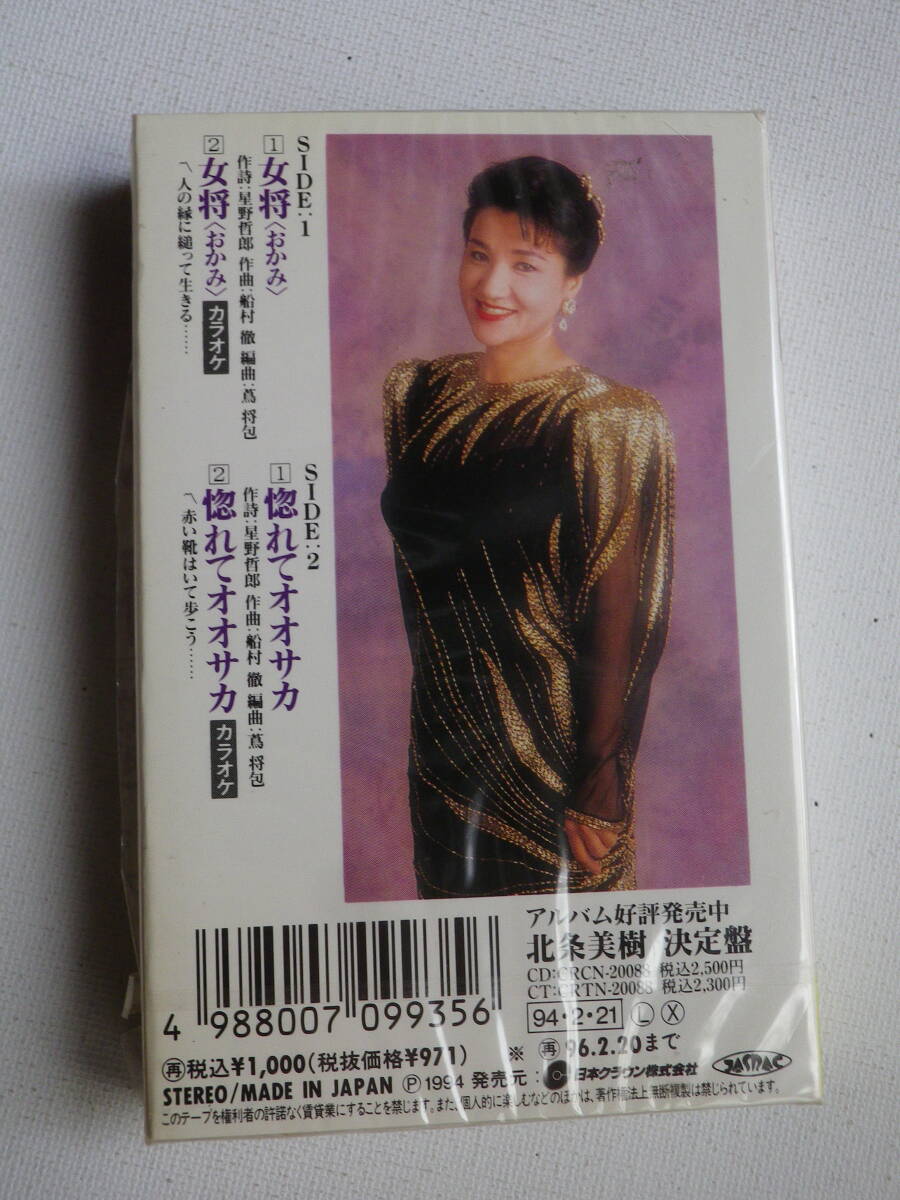 SIDE:1
1 女将〈おかみ〉
作詩:星野哲郎 作曲:船村 徹 編曲:蔦 将包
2 女将〈おかみ〉 カラオケ
〽人の縁に縋って生きる……
SIDE:2
1 惚れてオオサカ
作詩:星野哲郎 作曲:船村 徹 編曲:蔦 将包
2 惚れてオオサカ カラオケ
〽赤い靴はいて歩こう……
アルバム好評発売中
北条美樹 決定盤
CD:CRCN-20088 税込2,500円
CT:CRTN-20088 税込2,300円
94・2・21 Ⓛ Ⓧ
4 988007 099356
※ ㊢96.2.20まで
㊢税込¥1,000(税抜価格¥971)
STEREO/MADE IN JAPAN Ⓟ1994 発売元:日本クラウン株式会社 JASRAC
このテープを権利者の許諾なく賃貸業にすることを禁じます。また、個人的に楽しむなどのほかは、著作権法上無断複製は禁じられています。